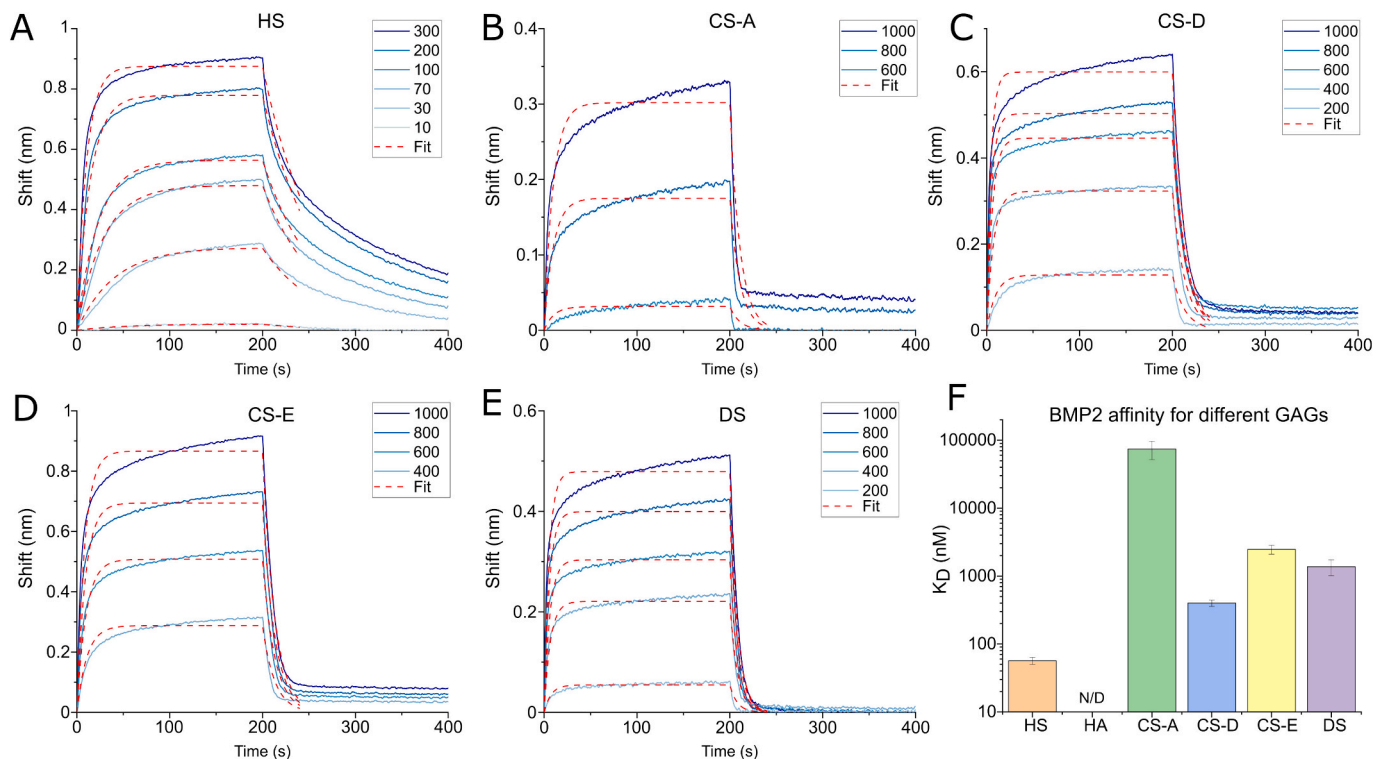 A
HS
Shift (nm)
1
0.8
0.6
0.4
0.2
0
0
100
200
300
400
Time (s)
300
200
100
70
30
10
Fit
B
CS-A
Shift (nm)
0.4
0.3
0.2
0.1
0
0
100
200
300
400
Time (s)
1000
800
600
Fit
C
CS-D
Shift (nm)
0.6
0.4
0.2
0
0
100
200
300
400
Time (s)
1000
800
600
400
200
Fit
D
CS-E
Shift (nm)
1
0.8
0.6
0.4
0.2
0
0
100
200
300
400
Time (s)
1000
800
600
400
Fit
E
DS
Shift (nm)
0.6
0.4
0.2
0
0
100
200
300
400
Time (s)
1000
800
600
400
200
Fit
F
BMP2 affinity for different GAGs
KD (nM)
100000
10000
1000
100
10
N/D
HS
HA
CS-A
CS-D
CS-E
DS